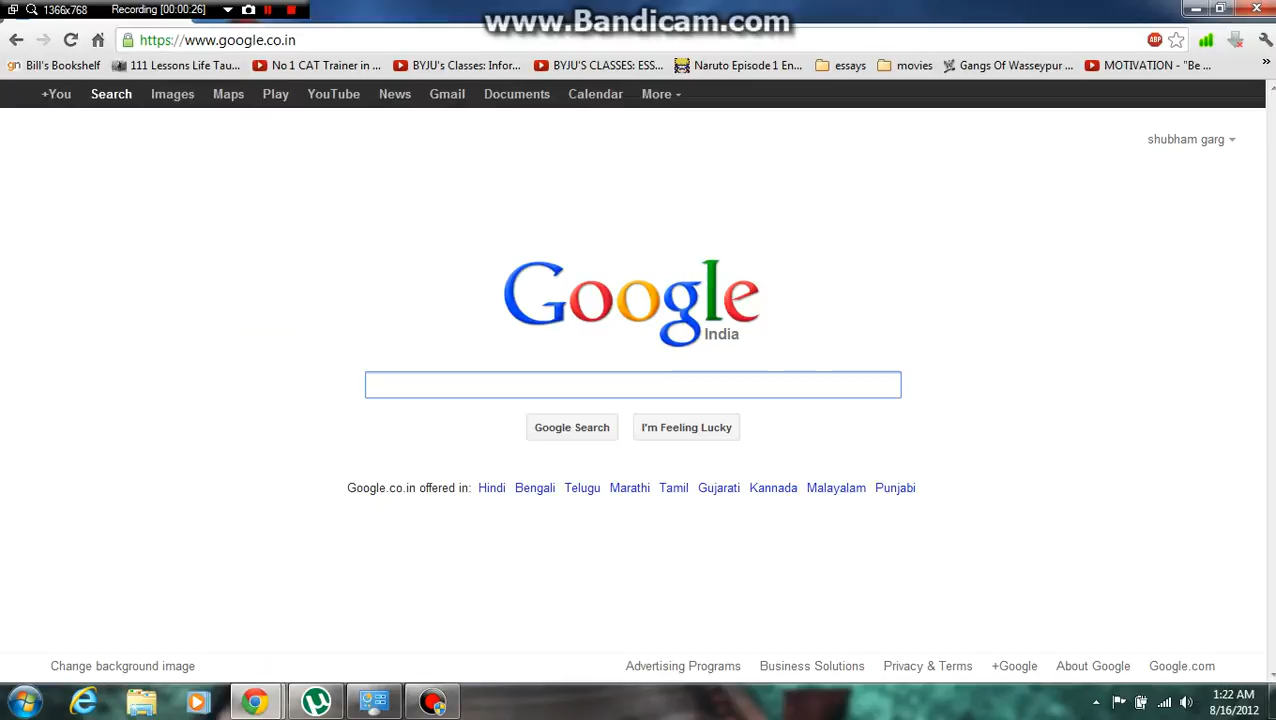 1366x768 Recording [00:00:26]
www.Bandicam.com
https://www.google.co.in
ABP
gn Bill's Bookshelf 111 Lessons Life Tau... No 1 CAT Trainer in ... BYJU's Classes: Infor... BYJU'S CLASSES: ESS... Naruto Episode 1 En... essays movies Gangs Of Wasseypur ... MOTIVATION - "Be ... »
+You Search Images Maps Play YouTube News Gmail Documents Calendar More
shubham garg
Google
India
Google Search I'm Feeling Lucky
Google.co.in offered in: Hindi Bengali Telugu Marathi Tamil Gujarati Kannada Malayalam Punjabi
Change background image Advertising Programs Business Solutions Privacy & Terms +Google About Google Google.com
1:22 AM
8/16/2012